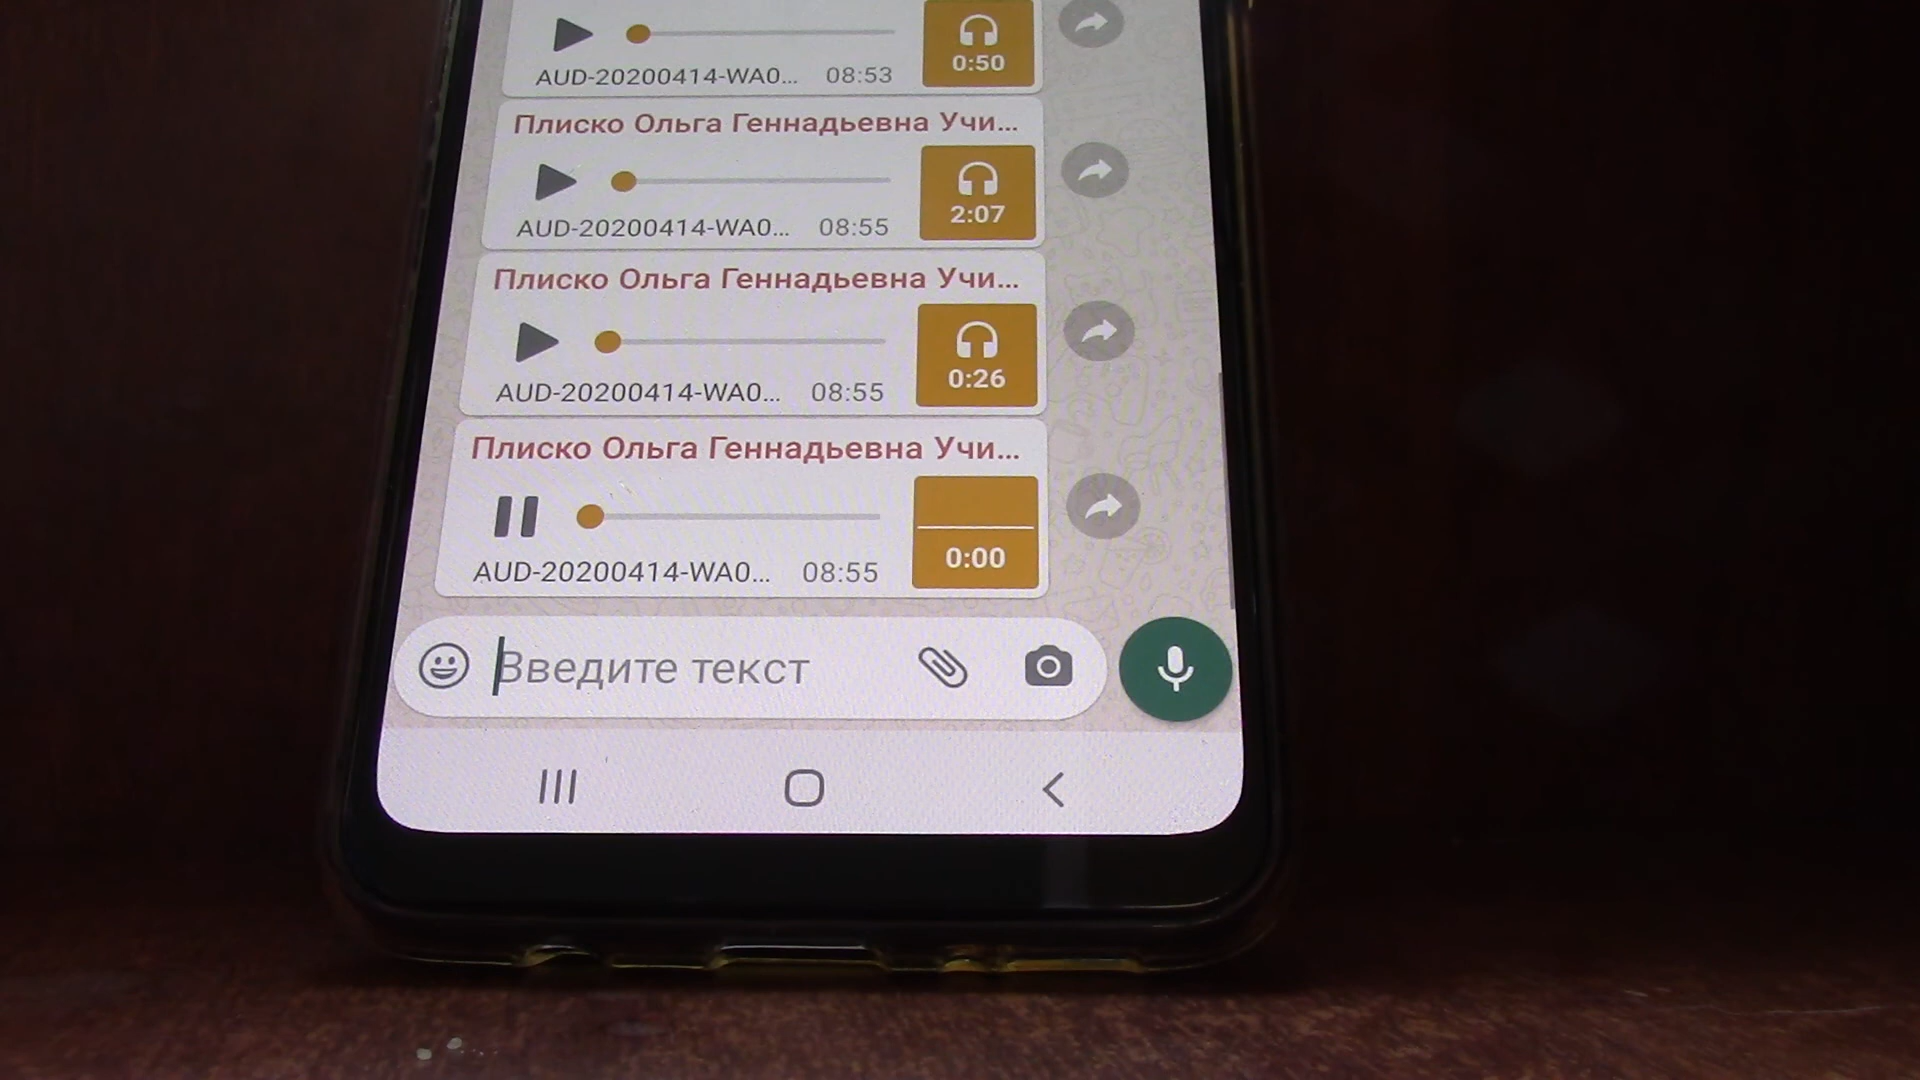 0:50
AUD-20200414-WA0... 08:53
Плиско Ольга Геннадьевна Учи...
2:07
AUD-20200414-WA0... 08:55
Плиско Ольга Геннадьевна Учи...
0:26
AUD-20200414-WA0... 08:55
Плиско Ольга Геннадьевна Учи...
0:00
AUD-20200414-WA0... 08:55
Введите текст